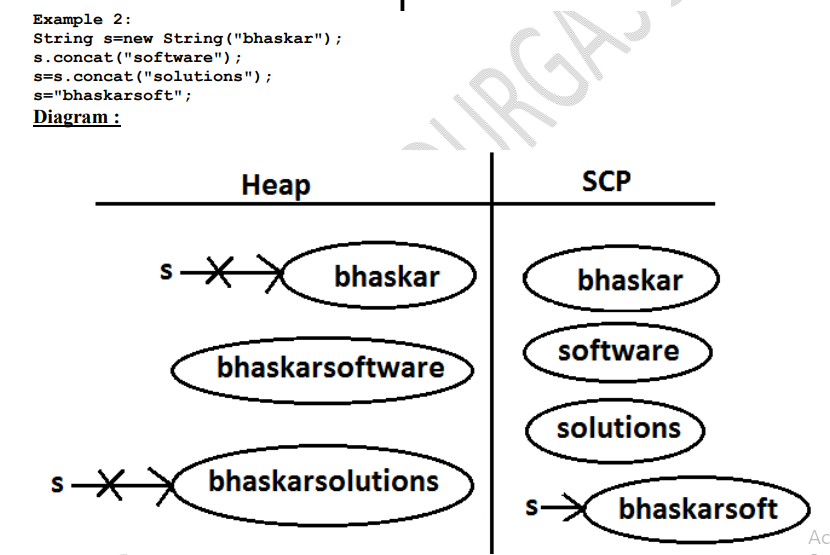 Example 2:
String s=new String("bhaskar");
s.concat("software");
s=s.concat("solutions");
s="bhaskarsoft";
Diagram :
Heap SCP
s bhaskar bhaskar
bhaskarsoftware software
solutions
s bhaskarsolutions
s bhaskarsoft